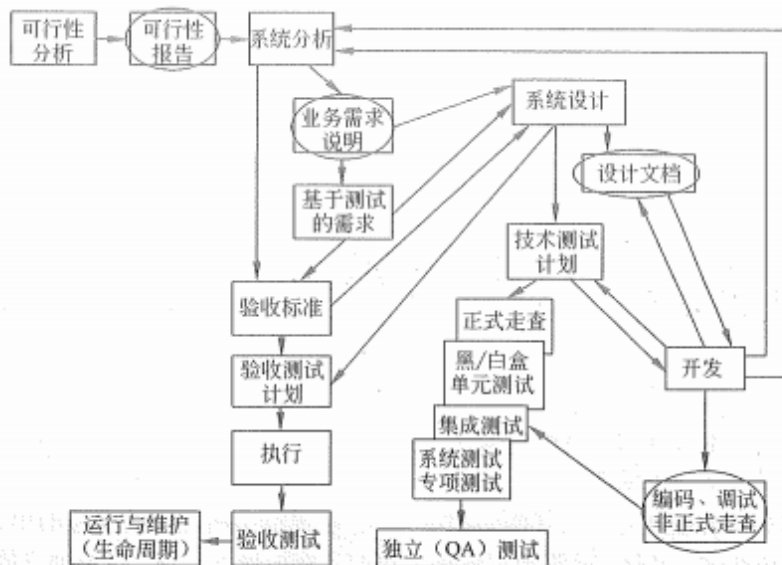 可行性
分析
可行性
报告
系统分析
业务需求
说明
系统设计
设计文档
基于测试
的需求
技术测试
计划
验收标准
正式走查
验收测试
计划
黑/白盒
单元测试
开发
集成测试
执行
系统测试
专项测试
编码、调试
非正式走查
运行与维护
（生命周期）
验收测试
独立（QA）测试